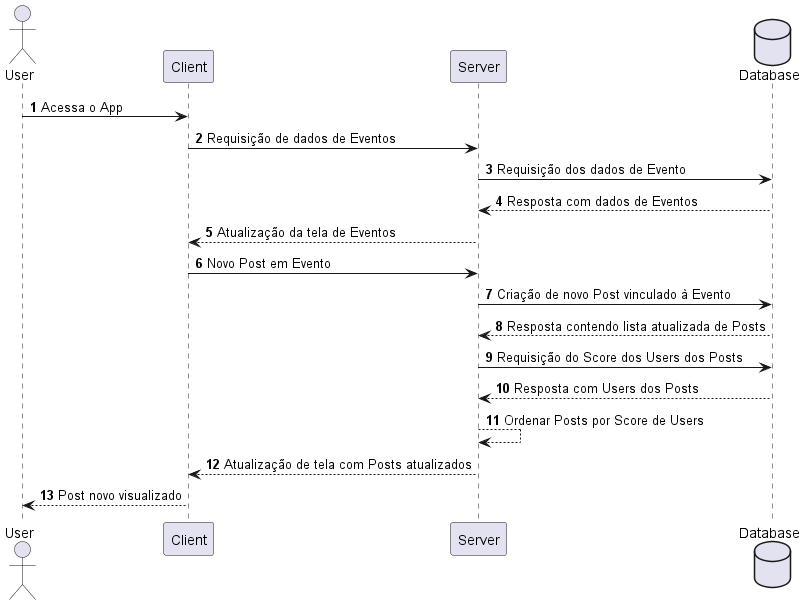 User
Client
Server
Database
1 Acessa o App
2 Requisição de dados de Eventos
3 Requisição dos dados de Evento
4 Resposta com dados de Eventos
5 Atualização da tela de Eventos
6 Novo Post em Evento
7 Criação de novo Post vinculado à Evento
8 Resposta contendo lista atualizada de Posts
9 Requisição do Score dos Users dos Posts
10 Resposta com Users dos Posts
11 Ordenar Posts por Score de Users
12 Atualização de tela com Posts atualizados
13 Post novo visualizado
User
Client
Server
Database